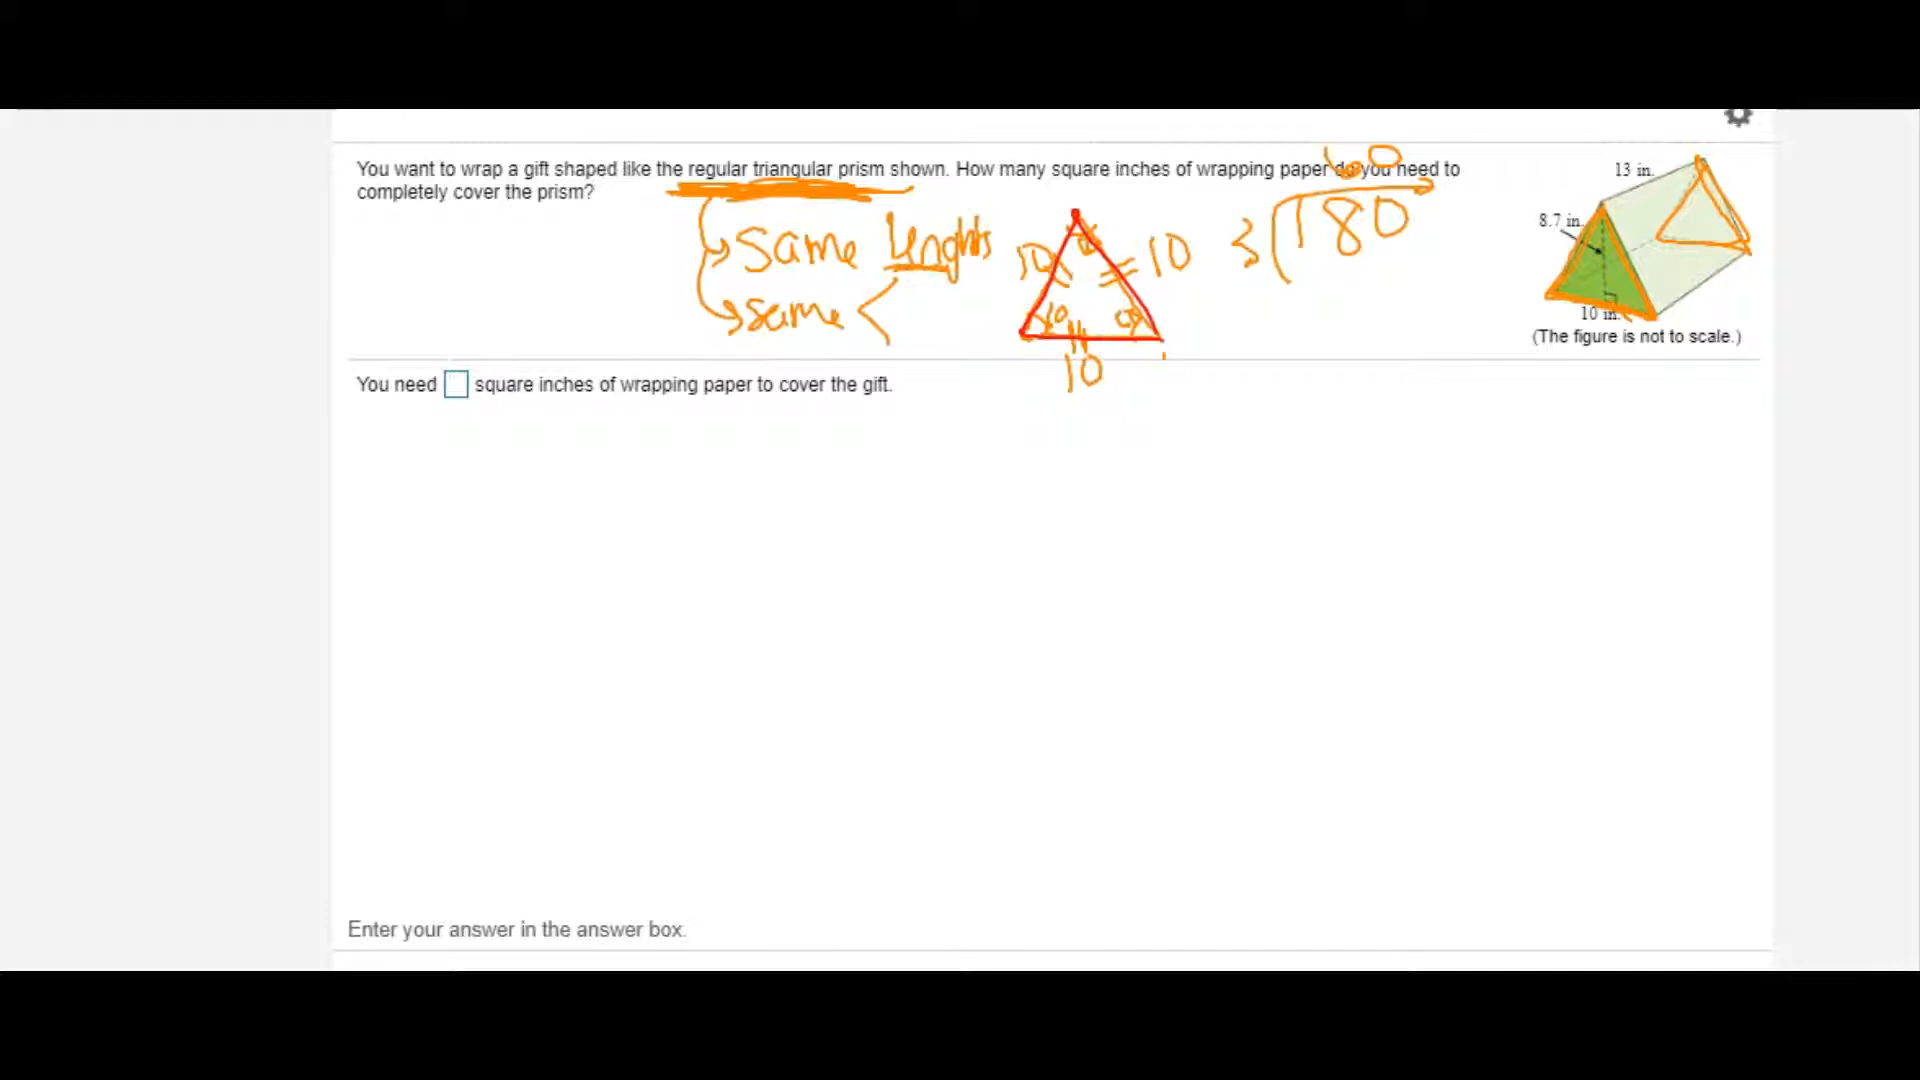 You want to wrap a gift shaped like the regular triangular prism shown. How many square inches of wrapping paper do you need to
completely cover the prism?
13 in.
8.7 in.
10 in.
(The figure is not to scale.)
60
3 180
same Lenghts
same <
10
10
10
60
You need square inches of wrapping paper to cover the gift.
Enter your answer in the answer box.